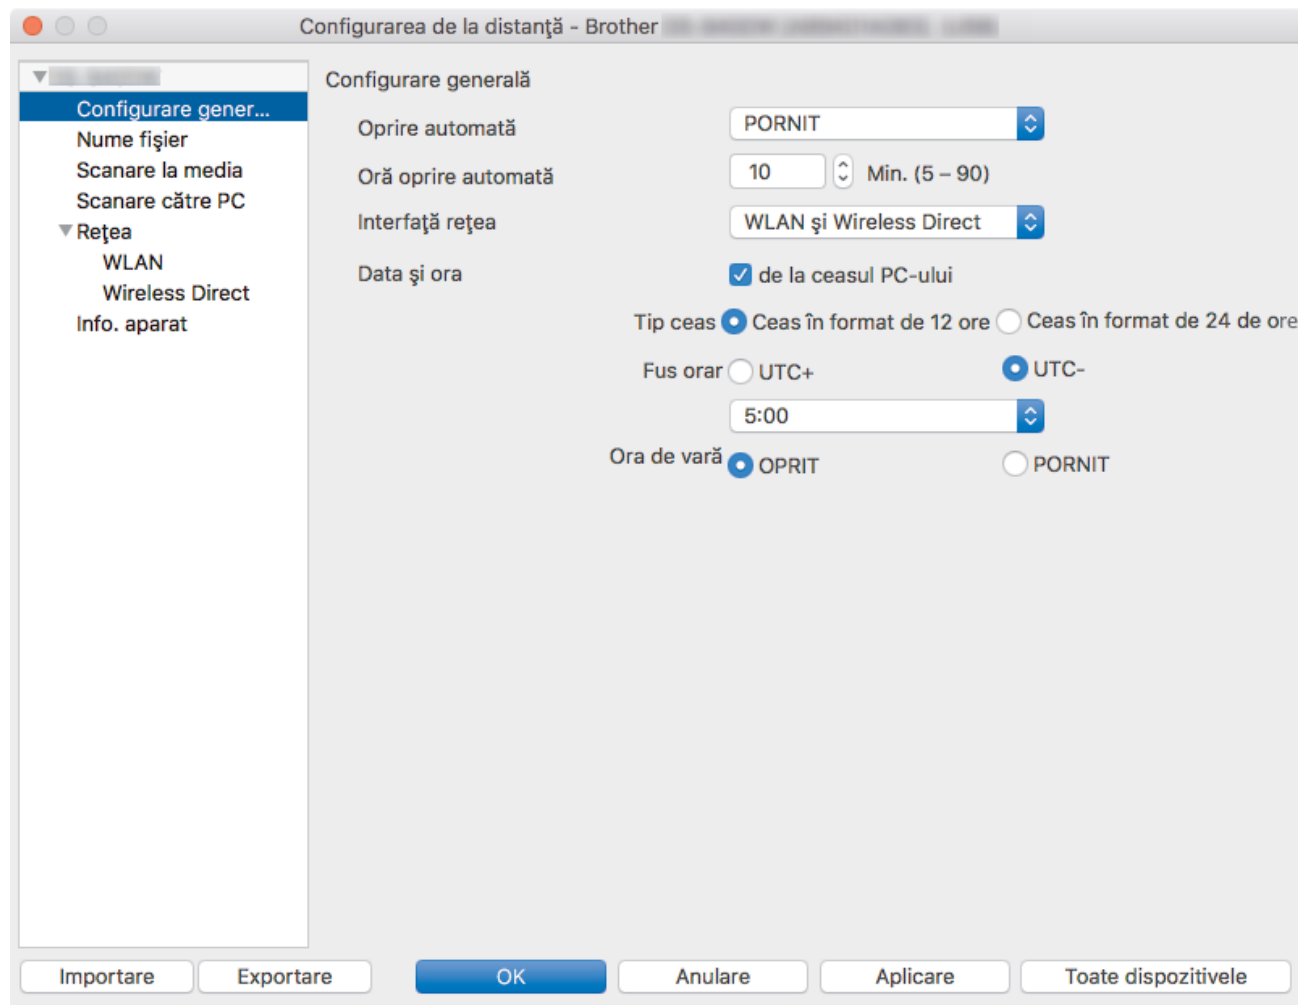 Configurarea de la distanţă - Brother
Configurare gener...
Nume fişier
Scanare la media
Scanare către PC
Reţea
WLAN
Wireless Direct
Info. aparat
Configurare generală
Oprire automată PORNIT
Oră oprire automată 10 Min. (5 – 90)
Interfaţă reţea WLAN şi Wireless Direct
Data şi ora de la ceasul PC-ului
Tip ceas Ceas în format de 12 ore Ceas în format de 24 de ore
Fus orar UTC+ UTC-
5:00
Ora de vară OPRIT PORNIT
Importare Exportare OK Anulare Aplicare Toate dispozitivele